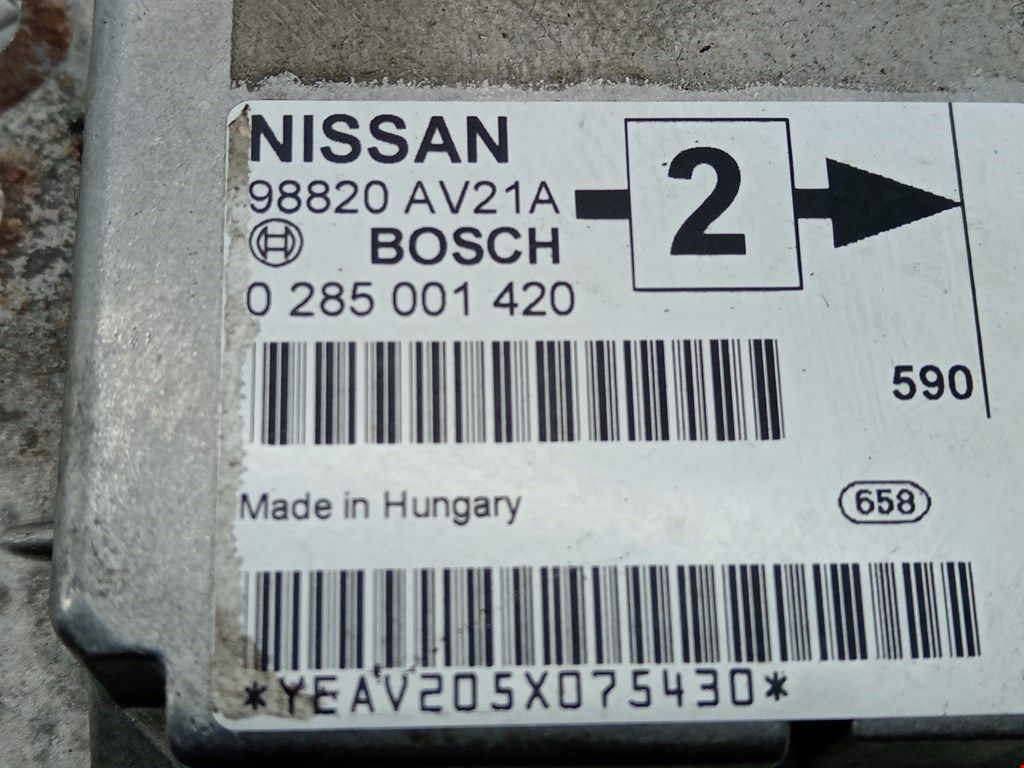 NISSAN
98820 AV21A
2
BOSCH
0 285 001 420
590
Made in Hungary
658
*YEAV205X075430*